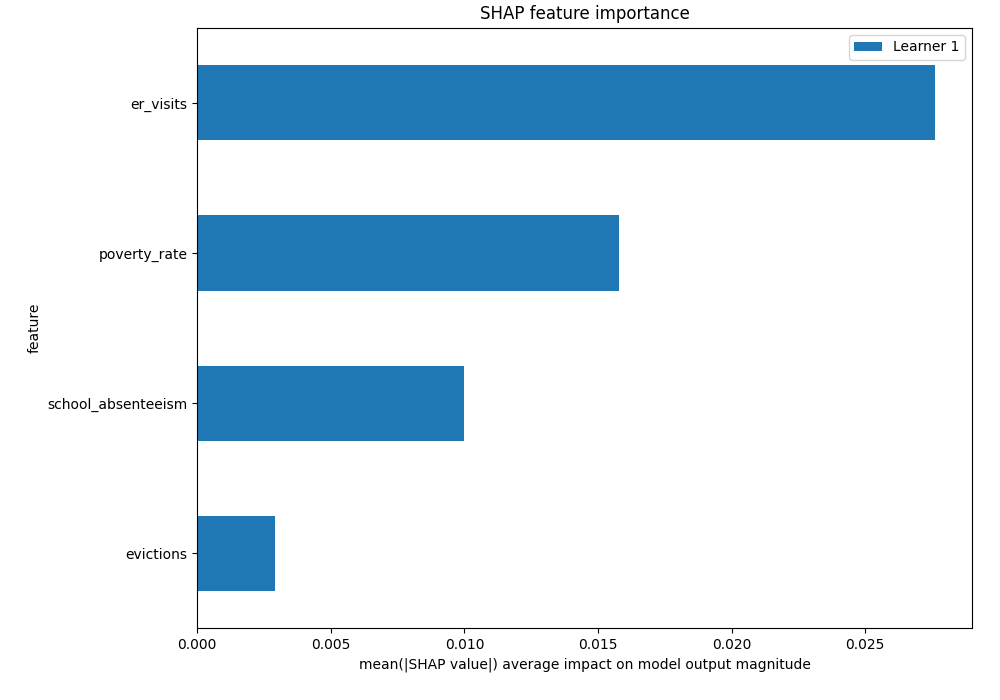 SHAP feature importance
Learner 1
er_visits
poverty_rate
school_absenteeism
evictions
feature
0.000 0.005 0.010 0.015 0.020 0.025
mean(|SHAP value|) average impact on model output magnitude